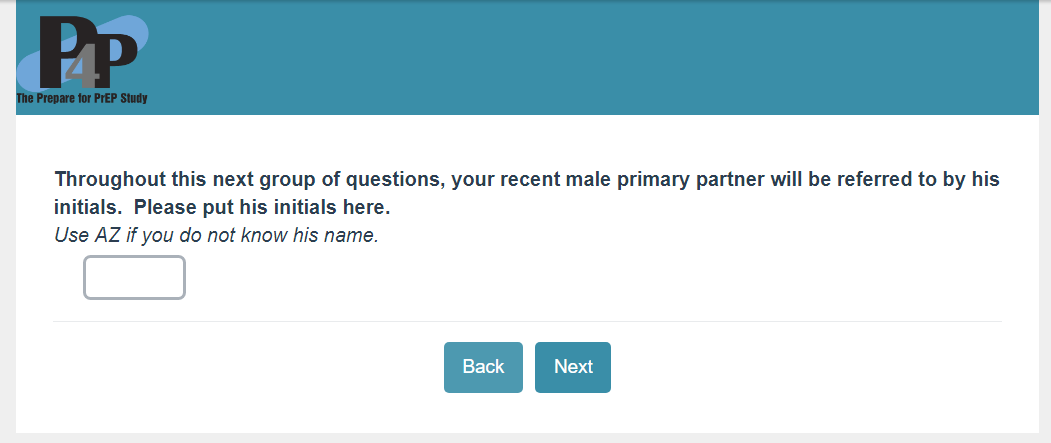 P4P
The Prepare for PrEP Study
Throughout this next group of questions, your recent male primary partner will be referred to by his
initials.  Please put his initials here.
Use AZ if you do not know his name.
Back Next